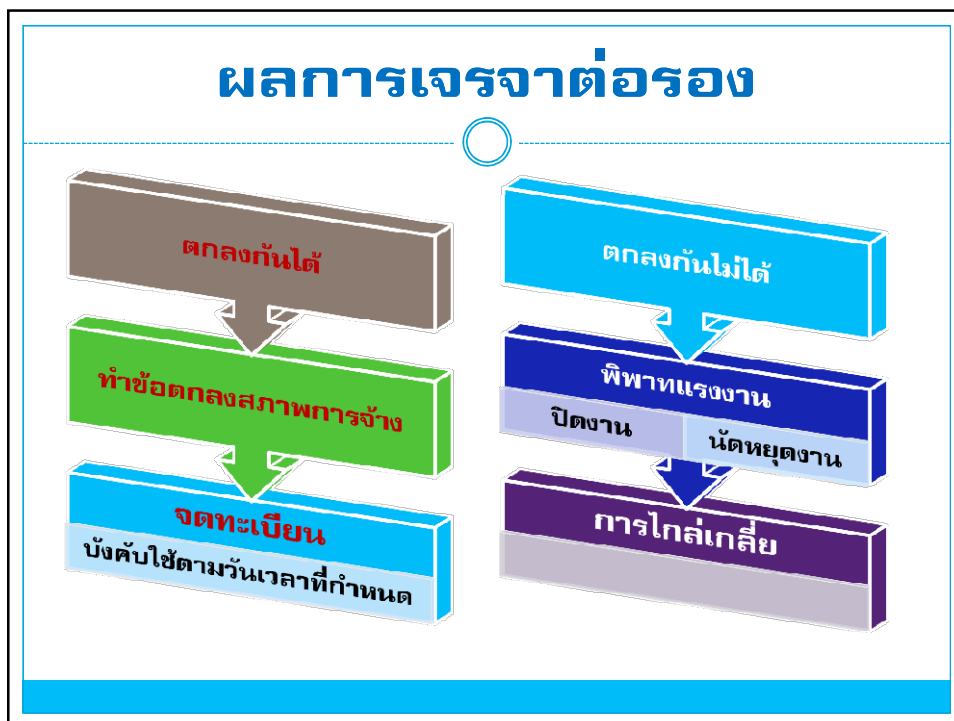 ผลการเจรจาต่อรอง
ตกลงกันได้
ทำข้อตกลงสภาพการจ้าง
จดทะเบียน
บังคับใช้ตามวันเวลาที่กำหนด
ตกลงกันไม่ได้
พิพาทแรงงาน
ปิดงาน
นัดหยุดงาน
การไกล่เกลี่ย